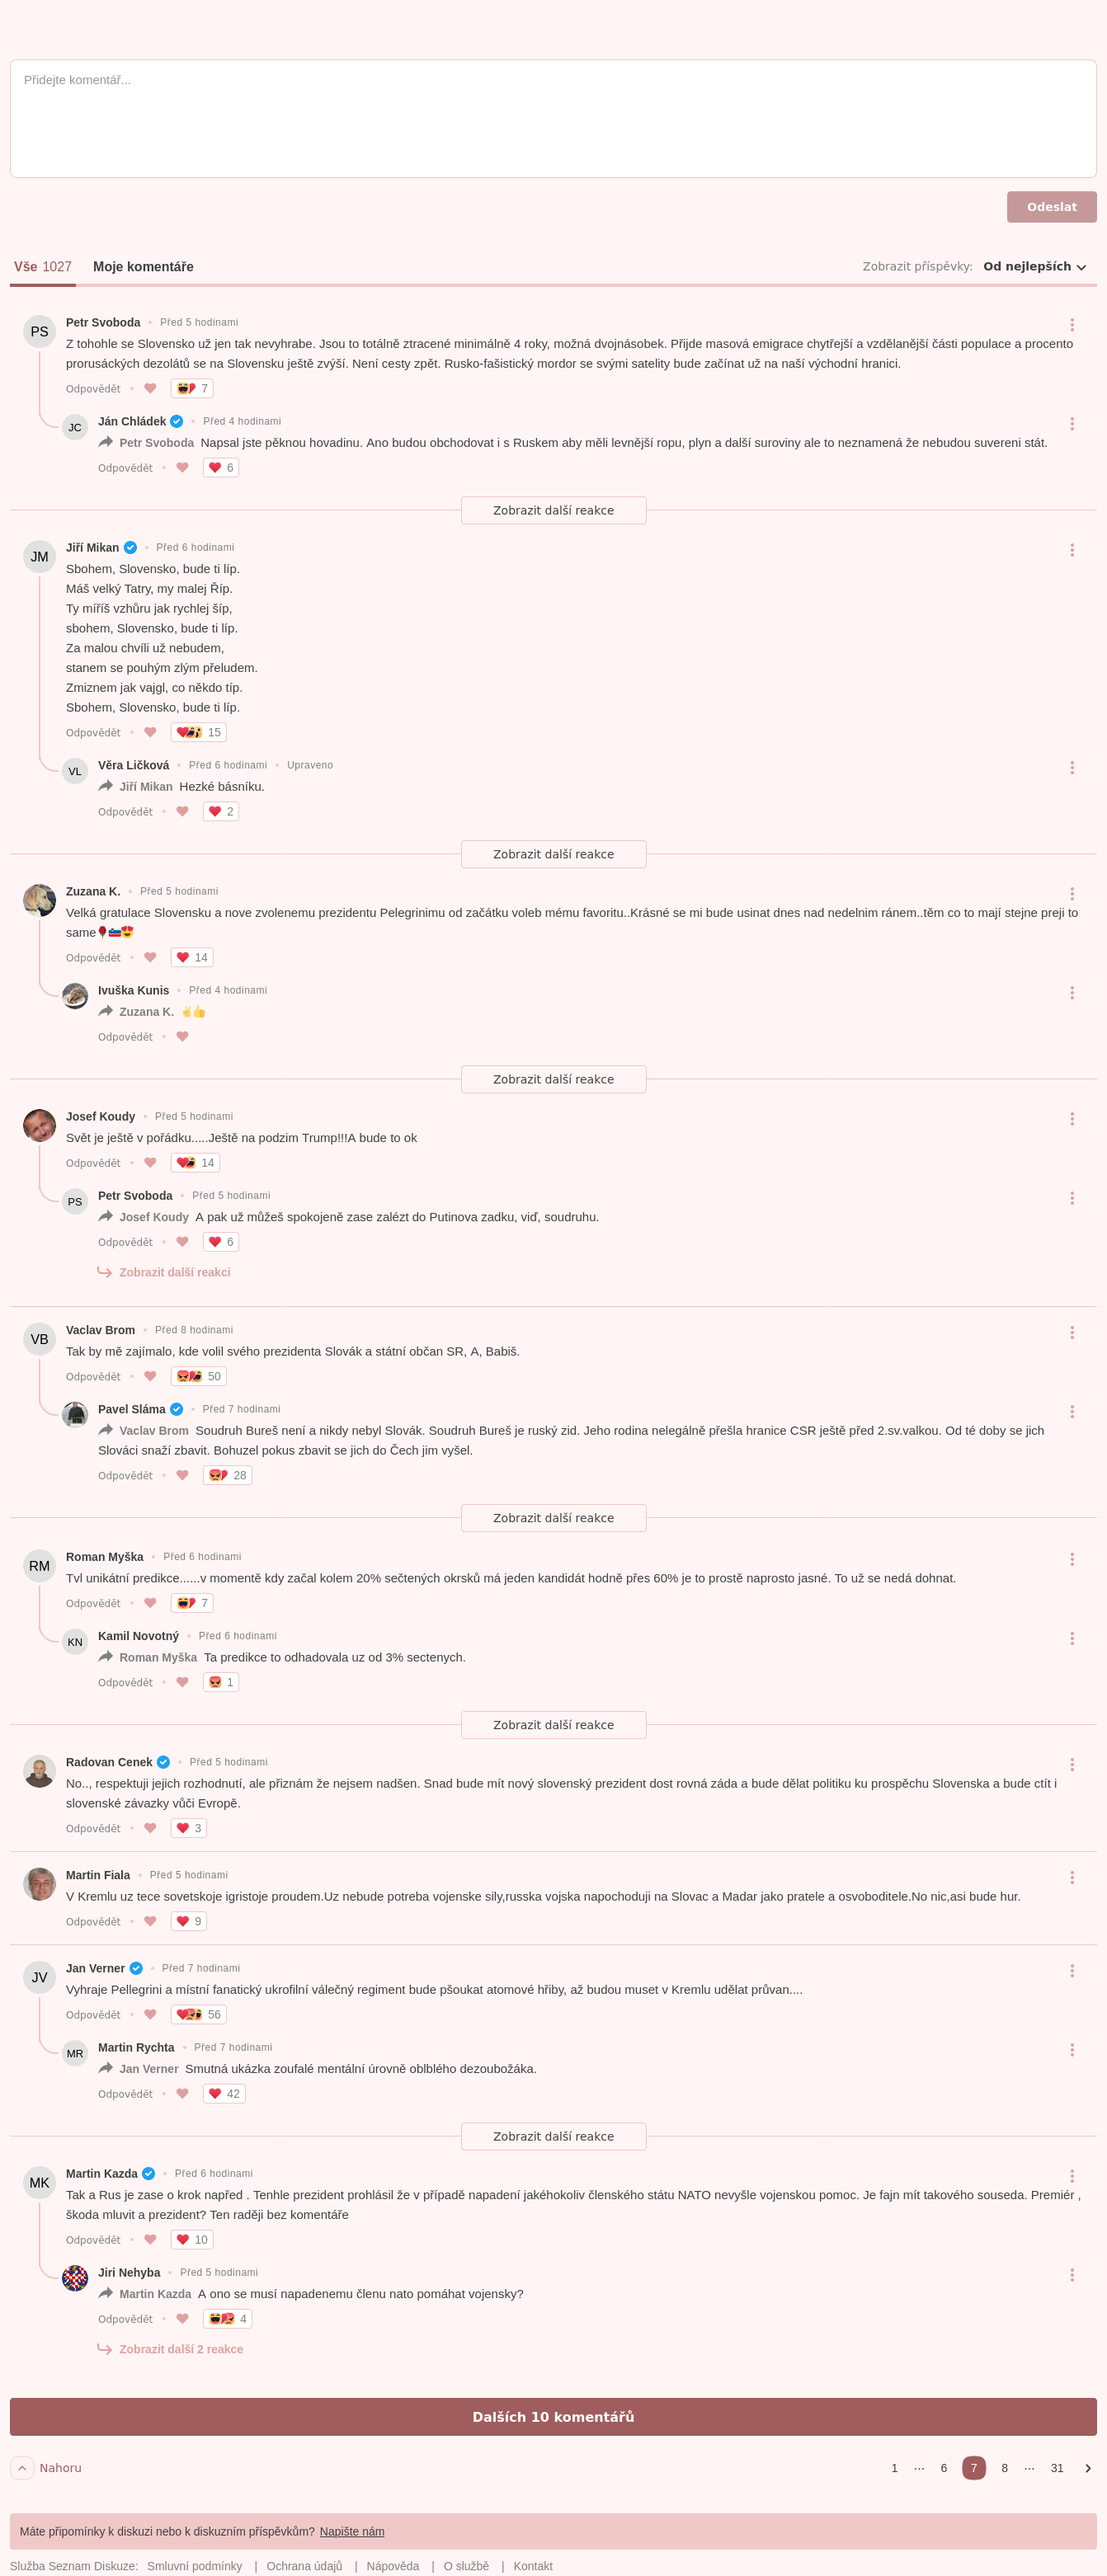 Přidejte komentář...
Odeslat
Vše 1027 Moje komentáře Zobrazit příspěvky: Od nejlepších
PS Petr Svoboda • Před 5 hodinami
Z tohohle se Slovensko už jen tak nevyhrabe. Jsou to totálně ztracené minimálně 4 roky, možná dvojnásobek. Přijde masová emigrace chytřejší a vzdělanější části populace a procento
prorusáckých dezolátů se na Slovensku ještě zvýší. Není cesty zpět. Rusko-fašistický mordor se svými satelity bude začínat už na naší východní hranici.
Odpovědět • 7
JC Ján Chládek • Před 4 hodinami
Petr Svoboda Napsal jste pěknou hovadinu. Ano budou obchodovat i s Ruskem aby měli levnější ropu, plyn a další suroviny ale to neznamená že nebudou suvereni stát.
Odpovědět • 6
Zobrazit další reakce
JM Jiří Mikan • Před 6 hodinami
Sbohem, Slovensko, bude ti líp.
Máš velký Tatry, my malej Říp.
Ty míříš vzhůru jak rychlej šíp,
sbohem, Slovensko, bude ti líp.
Za malou chvíli už nebudem,
stanem se pouhým zlým přeludem.
Zmiznem jak vajgl, co někdo típ.
Sbohem, Slovensko, bude ti líp.
Odpovědět • 15
VL Věra Ličková • Před 6 hodinami • Upraveno
Jiří Mikan Hezké básníku.
Odpovědět • 2
Zobrazit další reakce
Zuzana K. • Před 5 hodinami
Velká gratulace Slovensku a nove zvolenemu prezidentu Pelegrinimu od začátku voleb mému favoritu..Krásné se mi bude usinat dnes nad nedelnim ránem..těm co to mají stejne preji to
same🌹🇸🇮😍
Odpovědět • 14
Ivuška Kunis • Před 4 hodinami
Zuzana K. ✌👍
Odpovědět •
Zobrazit další reakce
Josef Koudy • Před 5 hodinami
Svět je ještě v pořádku.....Ještě na podzim Trump!!!A bude to ok
Odpovědět • 14
PS Petr Svoboda • Před 5 hodinami
Josef Koudy A pak už můžeš spokojeně zase zalézt do Putinova zadku, viď, soudruhu.
Odpovědět • 6
Zobrazit další reakci
VB Vaclav Brom • Před 8 hodinami
Tak by mě zajímalo, kde volil svého prezidenta Slovák a státní občan SR, A, Babiš.
Odpovědět • 50
Pavel Sláma • Před 7 hodinami
Vaclav Brom Soudruh Bureš není a nikdy nebyl Slovák. Soudruh Bureš je ruský zid. Jeho rodina nelegálně přešla hranice CSR ještě před 2.sv.valkou. Od té doby se jich
Slováci snaží zbavit. Bohuzel pokus zbavit se jich do Čech jim vyšel.
Odpovědět • 28
Zobrazit další reakce
RM Roman Myška • Před 6 hodinami
Tvl unikátní predikce......v momentě kdy začal kolem 20% sečtených okrsků má jeden kandidát hodně přes 60% je to prostě naprosto jasné. To už se nedá dohnat.
Odpovědět • 7
KN Kamil Novotný • Před 6 hodinami
Roman Myška Ta predikce to odhadovala uz od 3% sectenych.
Odpovědět • 1
Zobrazit další reakce
Radovan Cenek • Před 5 hodinami
No.., respektuji jejich rozhodnutí, ale přiznám že nejsem nadšen. Snad bude mít nový slovenský prezident dost rovná záda a bude dělat politiku ku prospěchu Slovenska a bude ctít i
slovenské závazky vůči Evropě.
Odpovědět • 3
Martin Fiala • Před 5 hodinami
V Kremlu uz tece sovetskoje igristoje proudem.Uz nebude potreba vojenske sily,russka vojska napochoduji na Slovac a Madar jako pratele a osvoboditele.No nic,asi bude hur.
Odpovědět • 9
JV Jan Verner • Před 7 hodinami
Vyhraje Pellegrini a místní fanatický ukrofilní válečný regiment bude pšoukat atomové hřiby, až budou muset v Kremlu udělat průvan....
Odpovědět • 56
MR Martin Rychta • Před 7 hodinami
Jan Verner Smutná ukázka zoufalé mentální úrovně oblblého dezoubožáka.
Odpovědět • 42
Zobrazit další reakce
MK Martin Kazda • Před 6 hodinami
Tak a Rus je zase o krok napřed . Tenhle prezident prohlásil že v případě napadení jakéhokoliv členského státu NATO nevyšle vojenskou pomoc. Je fajn mít takového souseda. Premiér ,
škoda mluvit a prezident? Ten raději bez komentáře
Odpovědět • 10
Jiri Nehyba • Před 5 hodinami
Martin Kazda A ono se musí napadenemu členu nato pomáhat vojensky?
Odpovědět • 4
Zobrazit další 2 reakce
Dalších 10 komentářů
Nahoru 1 ... 6 7 8 ... 31
Máte připomínky k diskuzi nebo k diskuzním příspěvkům? Napište nám
Služba Seznam Diskuze: Smluvní podmínky | Ochrana údajů | Nápověda | O službě | Kontakt